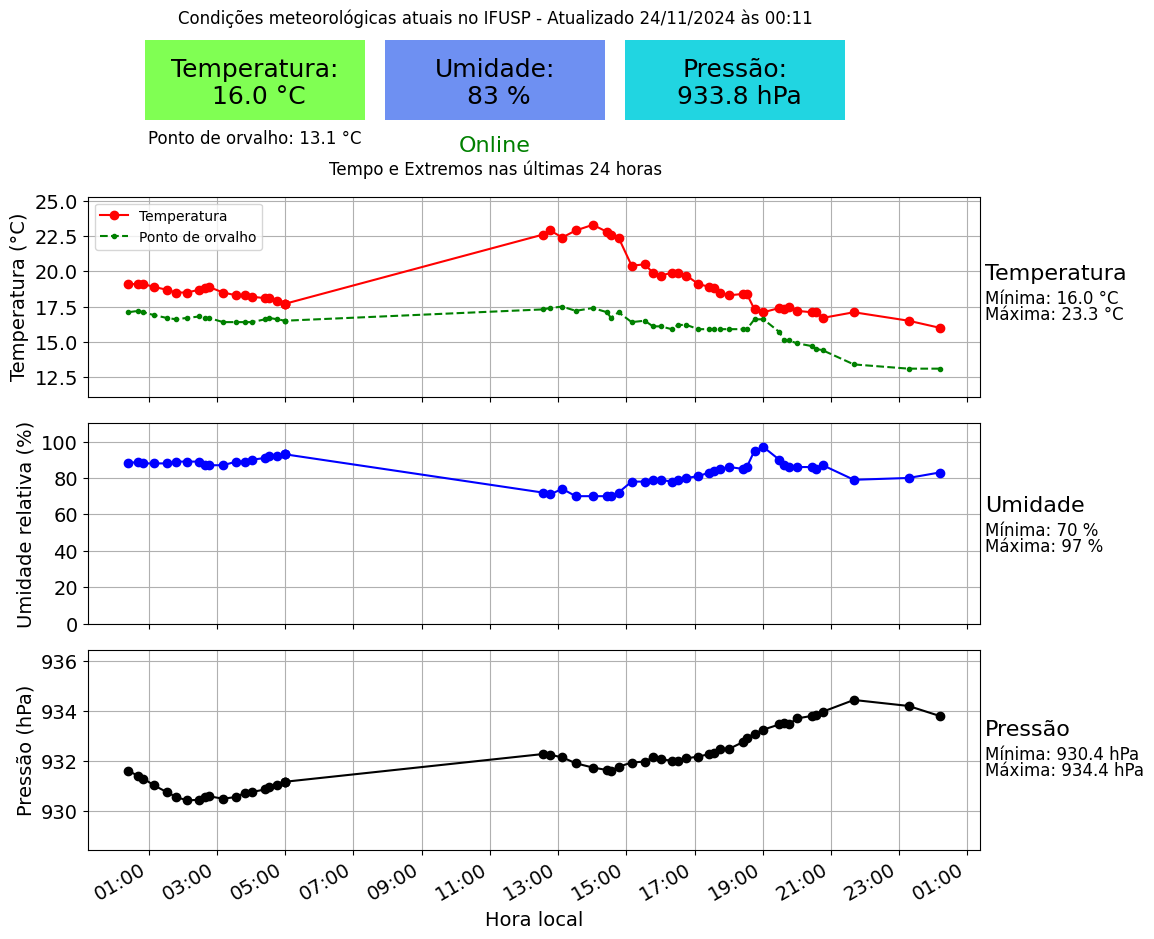 Condições meteorológicas atuais no IFUSP - Atualizado 24/11/2024 às 00:11
Temperatura:
16.0 °C
Umidade:
83 %
Pressão:
933.8 hPa
Ponto de orvalho: 13.1 °C
Online
Tempo e Extremos nas últimas 24 horas
Temperatura (°C)
25.0
22.5
20.0
17.5
15.0
12.5
Temperatura
Ponto de orvalho
Temperatura
Mínima: 16.0 °C
Máxima: 23.3 °C
Umidade relativa (%)
100
80
60
40
20
0
Umidade
Mínima: 70 %
Máxima: 97 %
Pressão (hPa)
936
934
932
930
Pressão
Mínima: 930.4 hPa
Máxima: 934.4 hPa
01:00 03:00 05:00 07:00 09:00 11:00 13:00 15:00 17:00 19:00 21:00 23:00 01:00
Hora local